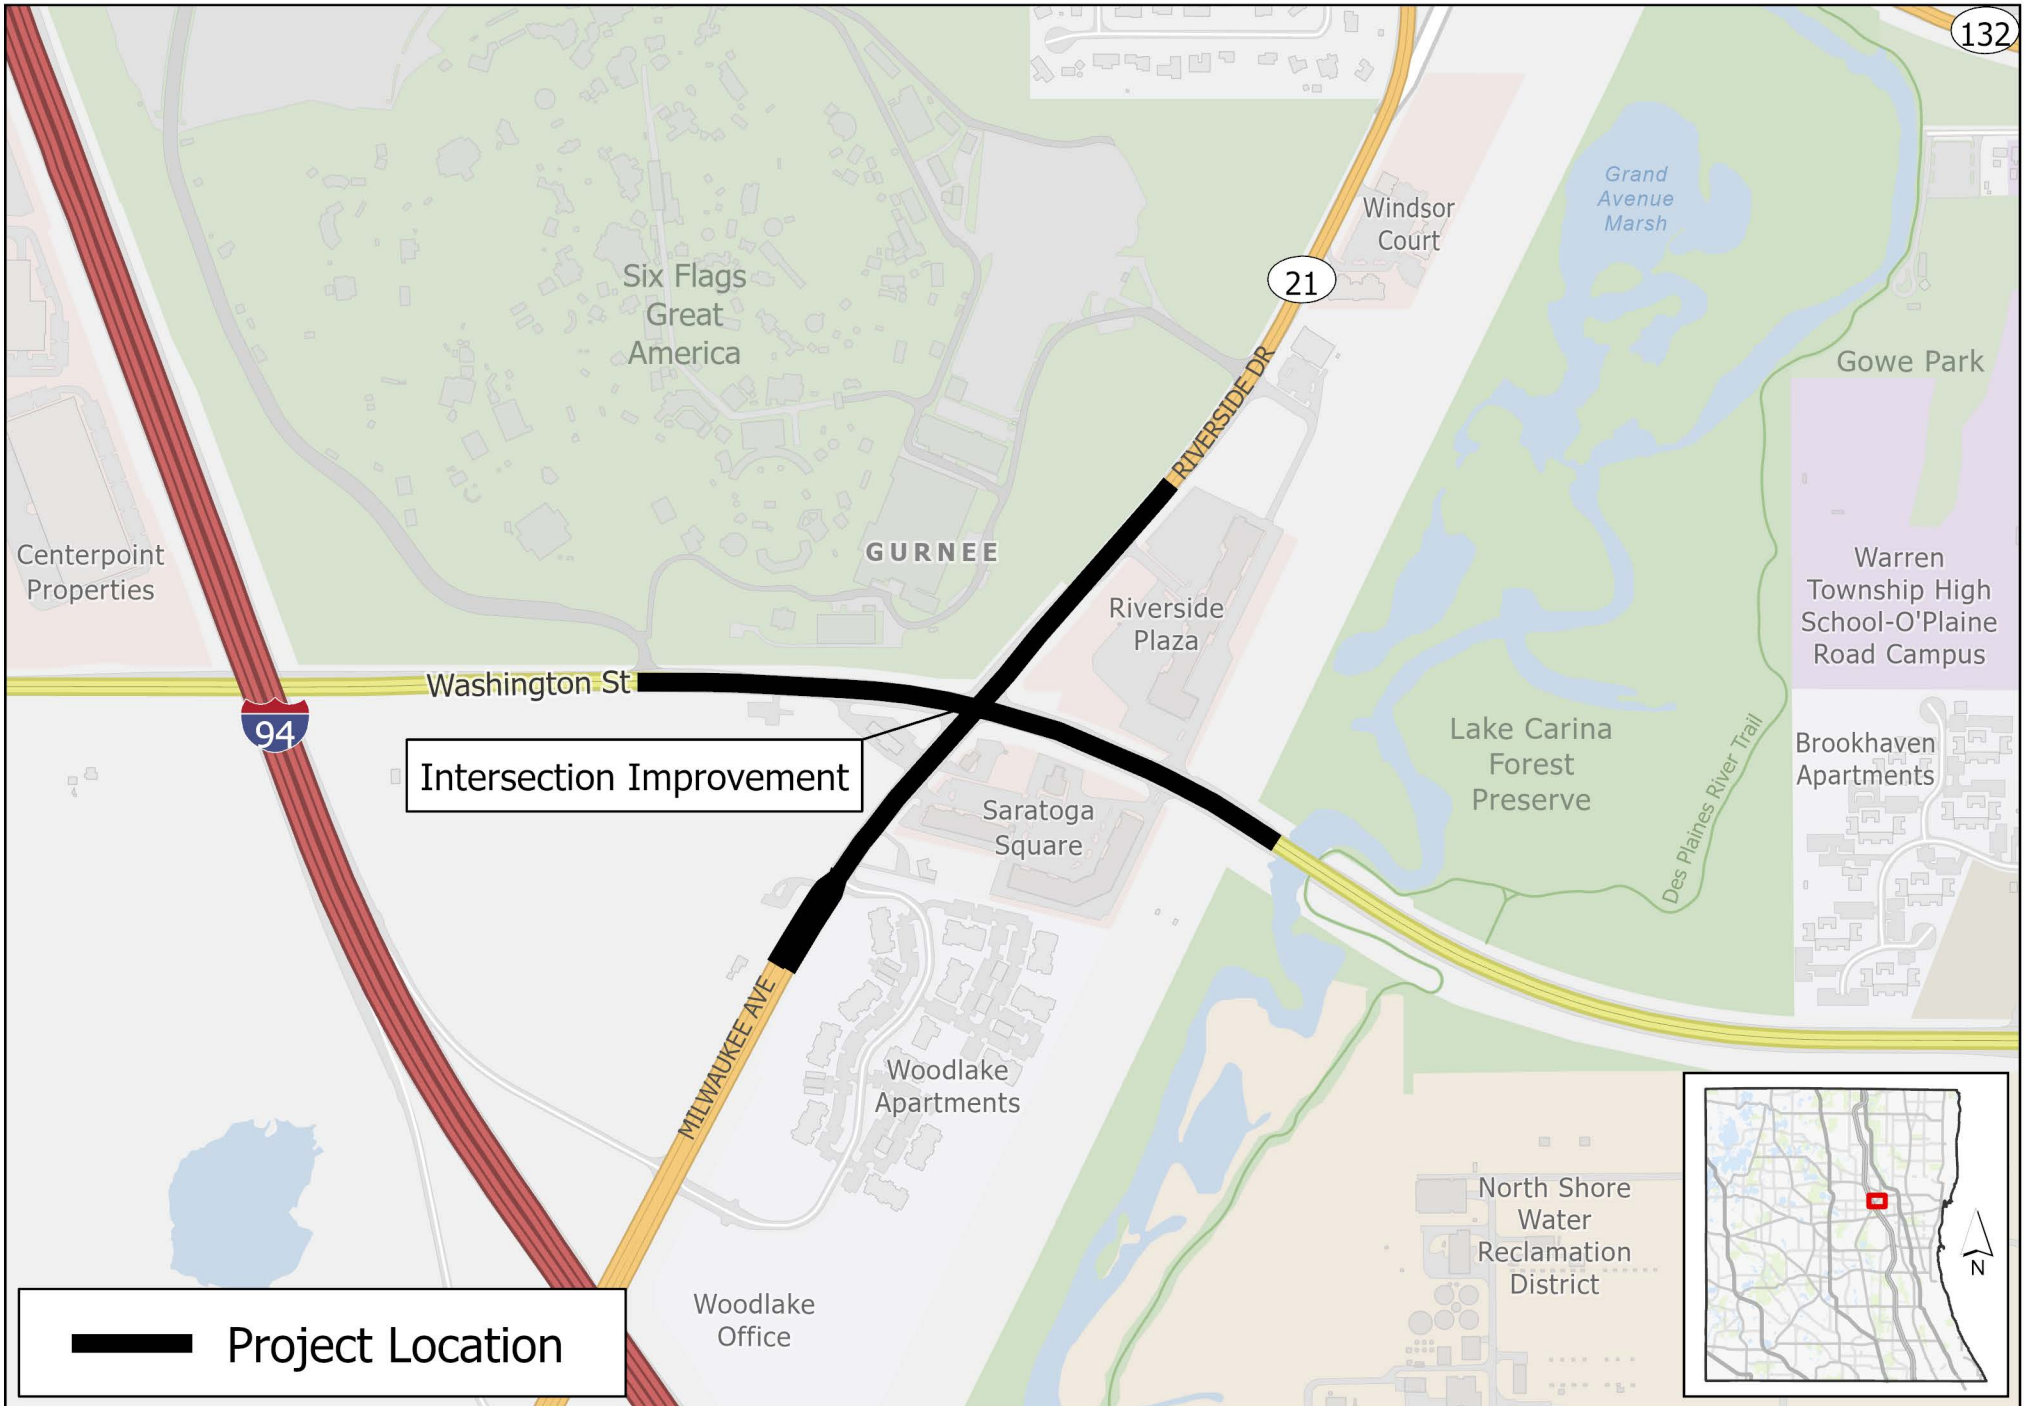 132
Grand
Avenue
Marsh
Windsor
Court
21
Six Flags
Great
America
Gowe Park
RIVERSIDE DR
GURNEE
Centerpoint
Properties
Warren
Township High
School-O'Plaine
Road Campus
Riverside
Plaza
Washington St
94
Intersection Improvement
Lake Carina
Forest
Preserve
Brookhaven
Apartments
Des Plaines River Trail
Saratoga
Square
MILWAUKEE AVE
Woodlake
Apartments
North Shore
Water
Reclamation
District
N
Woodlake
Office
Project Location